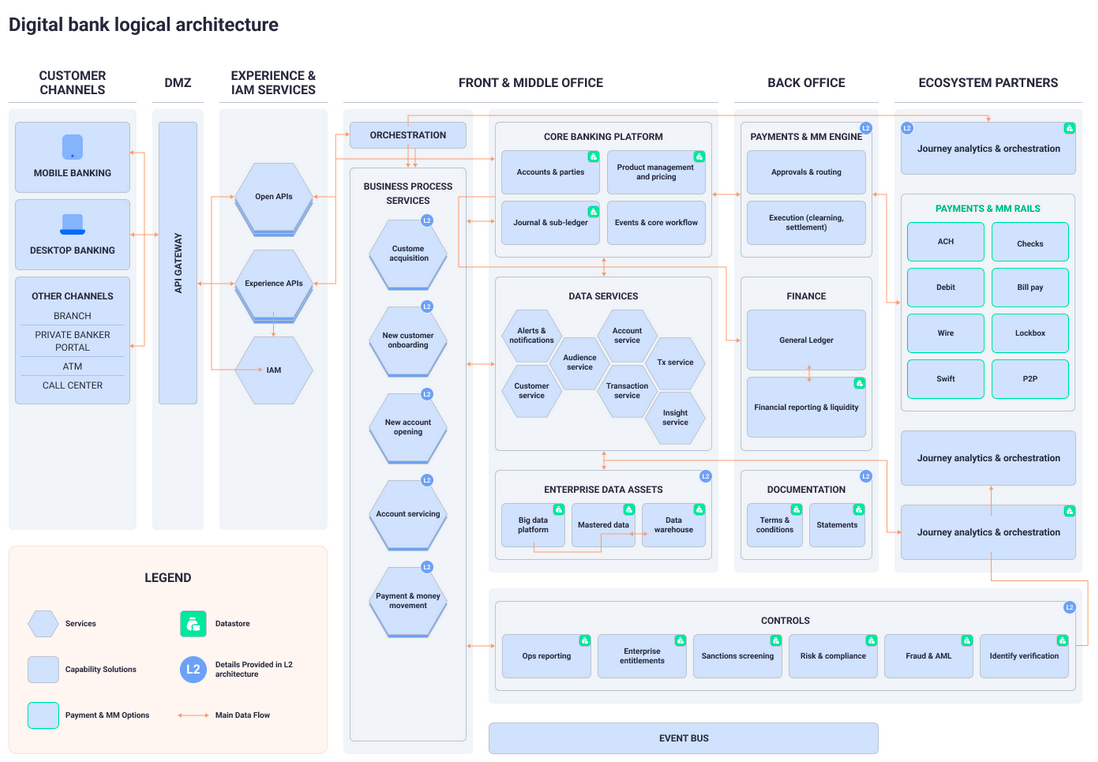 Digital bank logical architecture
CUSTOMER
CHANNELS
DMZ
EXPERIENCE &
IAM SERVICES
FRONT & MIDDLE OFFICE
BACK OFFICE
ECOSYSTEM PARTNERS
MOBILE BANKING
DESKTOP BANKING
OTHER CHANNELS
BRANCH
PRIVATE BANKER
PORTAL
ATM
CALL CENTER
API GATEWAY
Open APIs
Experience APIs
IAM
ORCHESTRATION
BUSINESS PROCESS
SERVICES
L2
Custome
acquisition
L2
New customer
onboarding
L2
New account
opening
L2
Account servicing
L2
Payment & money
movement
CORE BANKING PLATFORM
Accounts & parties
Product management
and pricing
Journal & sub-ledger
Events & core workflow
DATA SERVICES
Alerts &
notifications
Account
service
Audience
service
Tx service
Customer
service
Transaction
service
Insight
service
L2
ENTERPRISE DATA ASSETS
Big data
platform
Mastered data
Data
warehouse
L2
PAYMENTS & MM ENGINE
Approvals & routing
Execution (clearning,
settlement)
FINANCE
General Ledger
Financial reporting & liquidity
L2
DOCUMENTATION
Terms &
conditions
Statements
L2
Journey analytics & orchestration
PAYMENTS & MM RAILS
ACH
Checks
Debit
Bill pay
Wire
Lockbox
Swift
P2P
Journey analytics & orchestration
Journey analytics & orchestration
L2
CONTROLS
Ops reporting
Enterprise
entitlements
Sanctions screening
Risk & compliance
Fraud & AML
Identify verification
EVENT BUS
LEGEND
Services
Datastore
Capability Solutions
L2
Details Provided in L2
architecture
Payment & MM Options
Main Data Flow